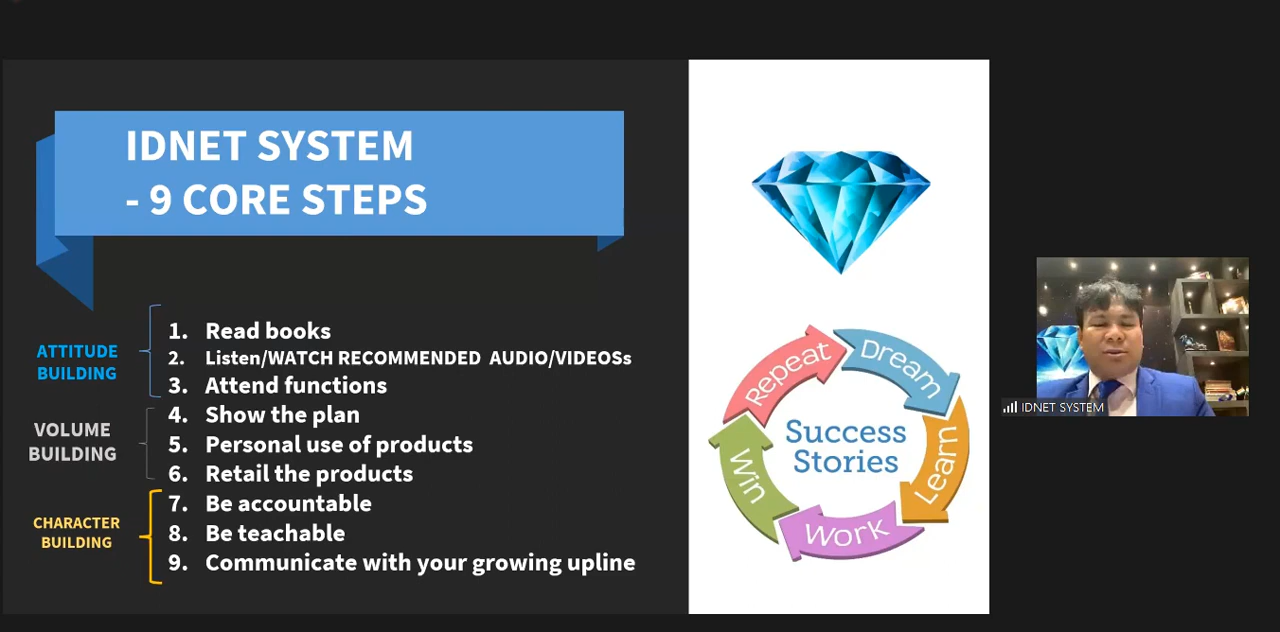 IDNET SYSTEM
- 9 CORE STEPS
ATTITUDE
BUILDING
1. Read books
2. Listen/WATCH RECOMMENDED AUDIO/VIDEOSs
3. Attend functions
VOLUME
BUILDING
4. Show the plan
5. Personal use of products
6. Retail the products
CHARACTER
BUILDING
7. Be accountable
8. Be teachable
9. Communicate with your growing upline
Success
Stories
Dream
Learn
Work
Win
Repeat
IDNET SYSTEM